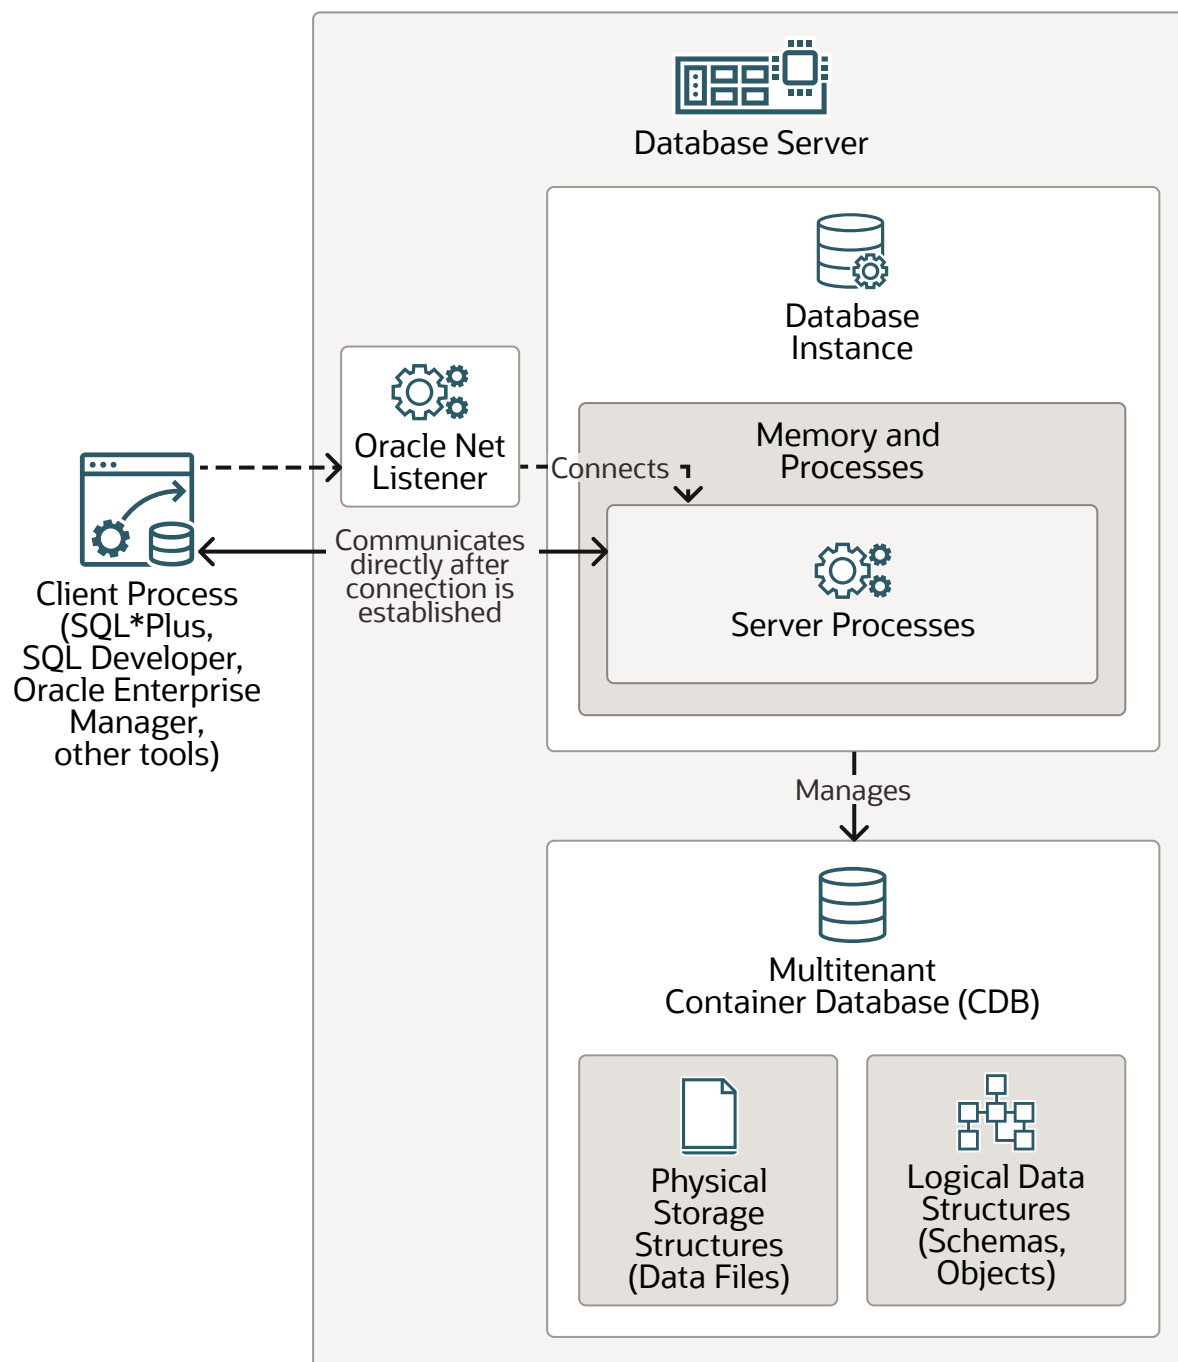 Database Server
Database
Instance
Oracle Net
Listener
Memory and
Processes
Connects
Communicates
directly after
connection is
established
Server Processes
Client Process
(SQL*Plus,
SQL Developer,
Oracle Enterprise
Manager,
other tools)
Manages
Multitenant
Container Database (CDB)
Physical
Storage
Structures
(Data Files)
Logical Data
Structures
(Schemas,
Objects)